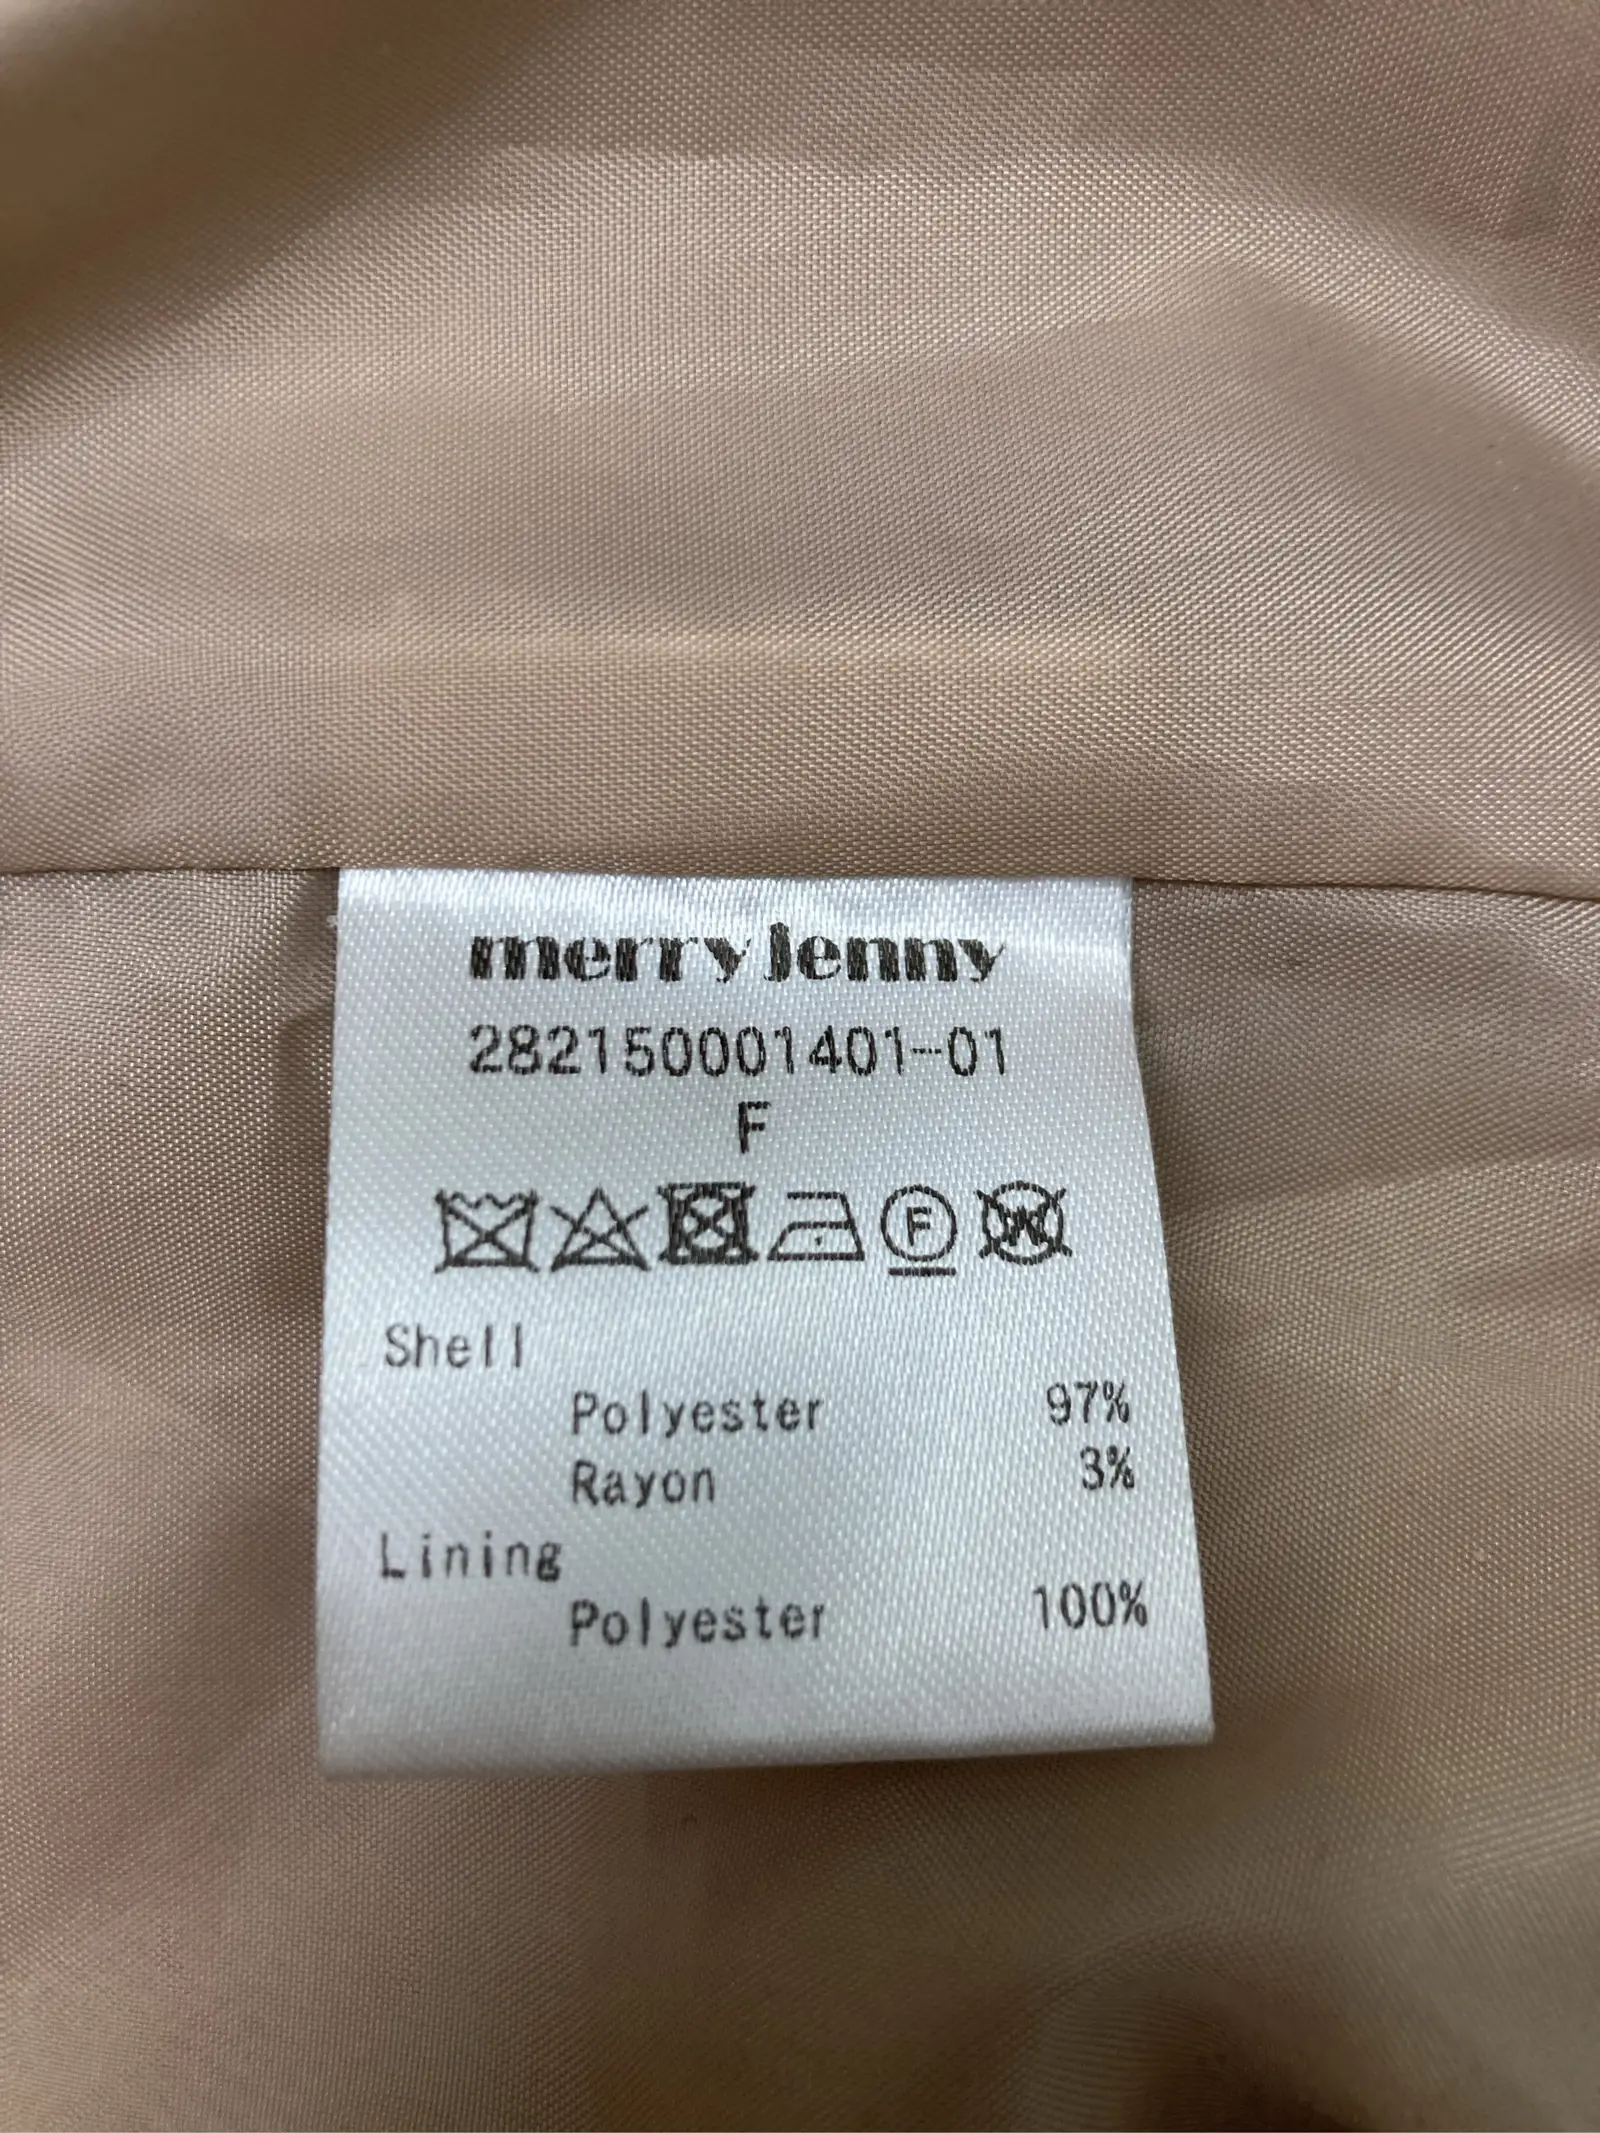 merry jenny
282150001401-01
F
F W
Shell
Polyester 97%
Rayon 3%
Lining
Polyester 100%